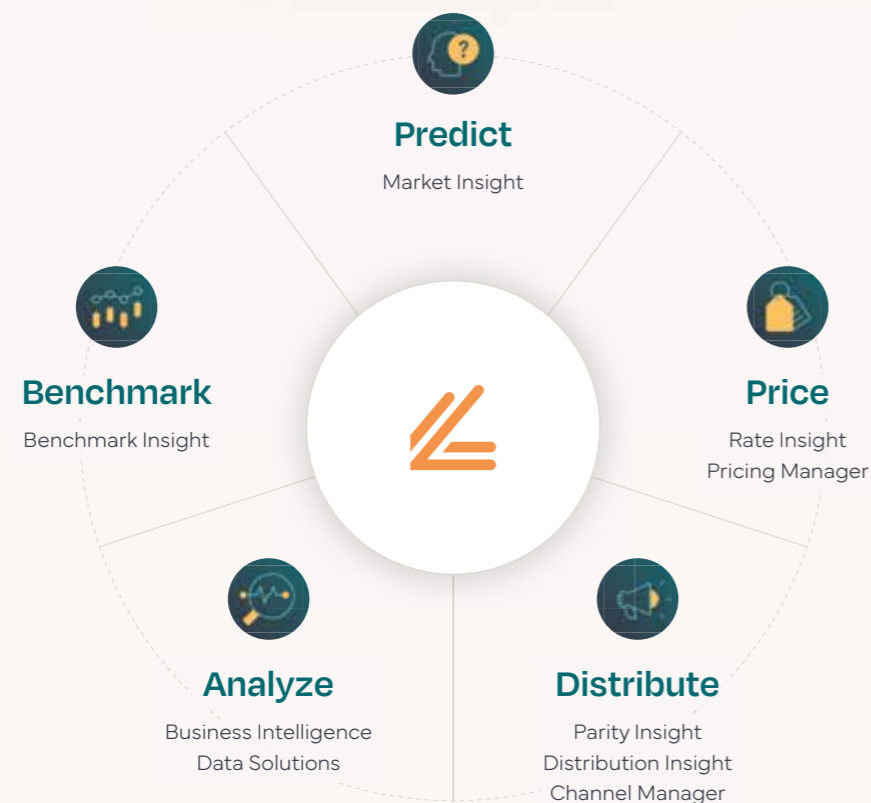 ?
Predict
Market Insight
Benchmark
Benchmark Insight
Price
Rate Insight
Pricing Manager
Analyze
Business Intelligence
Data Solutions
Distribute
Parity Insight
Distribution Insight
Channel Manager